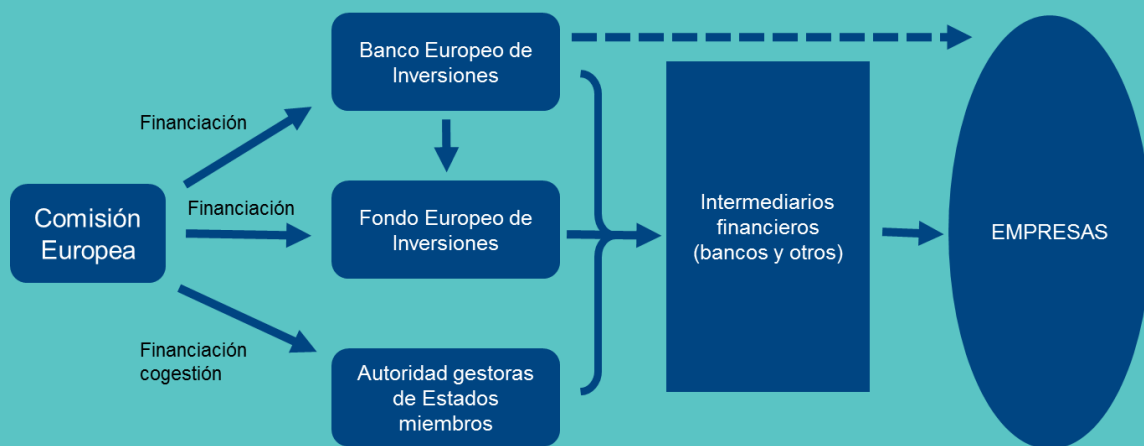 Banco Europeo de
Inversiones
Financiación
Comisión
Europea
Financiación
Fondo Europeo de
Inversiones
Financiación
cogestión
Autoridad gestoras
de Estados
miembros
Intermediarios
financieros
(bancos y otros)
EMPRESAS